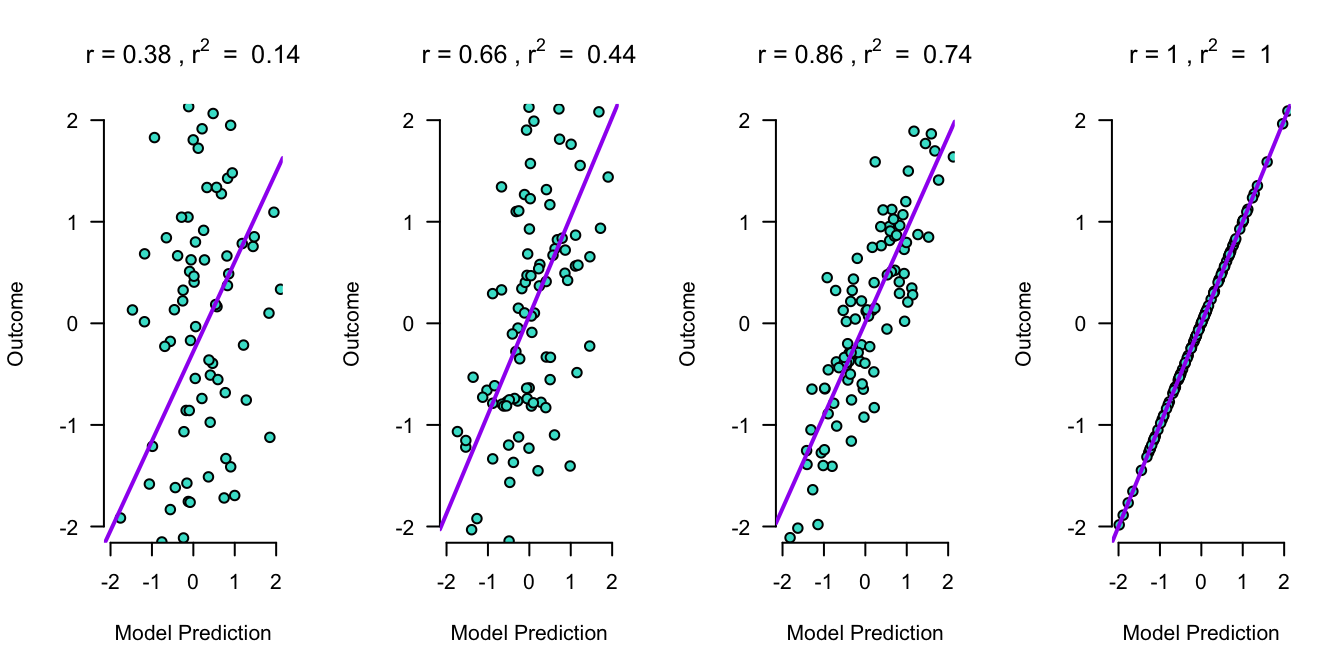 r = 0.38 , r2 = 0.14
2
1
0
-1
-2
-2 -1 0 1 2
Outcome
Model Prediction
r = 0.66 , r2 = 0.44
2
1
0
-1
-2
-2 -1 0 1 2
Outcome
Model Prediction
r = 0.86 , r2 = 0.74
2
1
0
-1
-2
-2 -1 0 1 2
Outcome
Model Prediction
r = 1 , r2 = 1
2
1
0
-1
-2
-2 -1 0 1 2
Outcome
Model Prediction